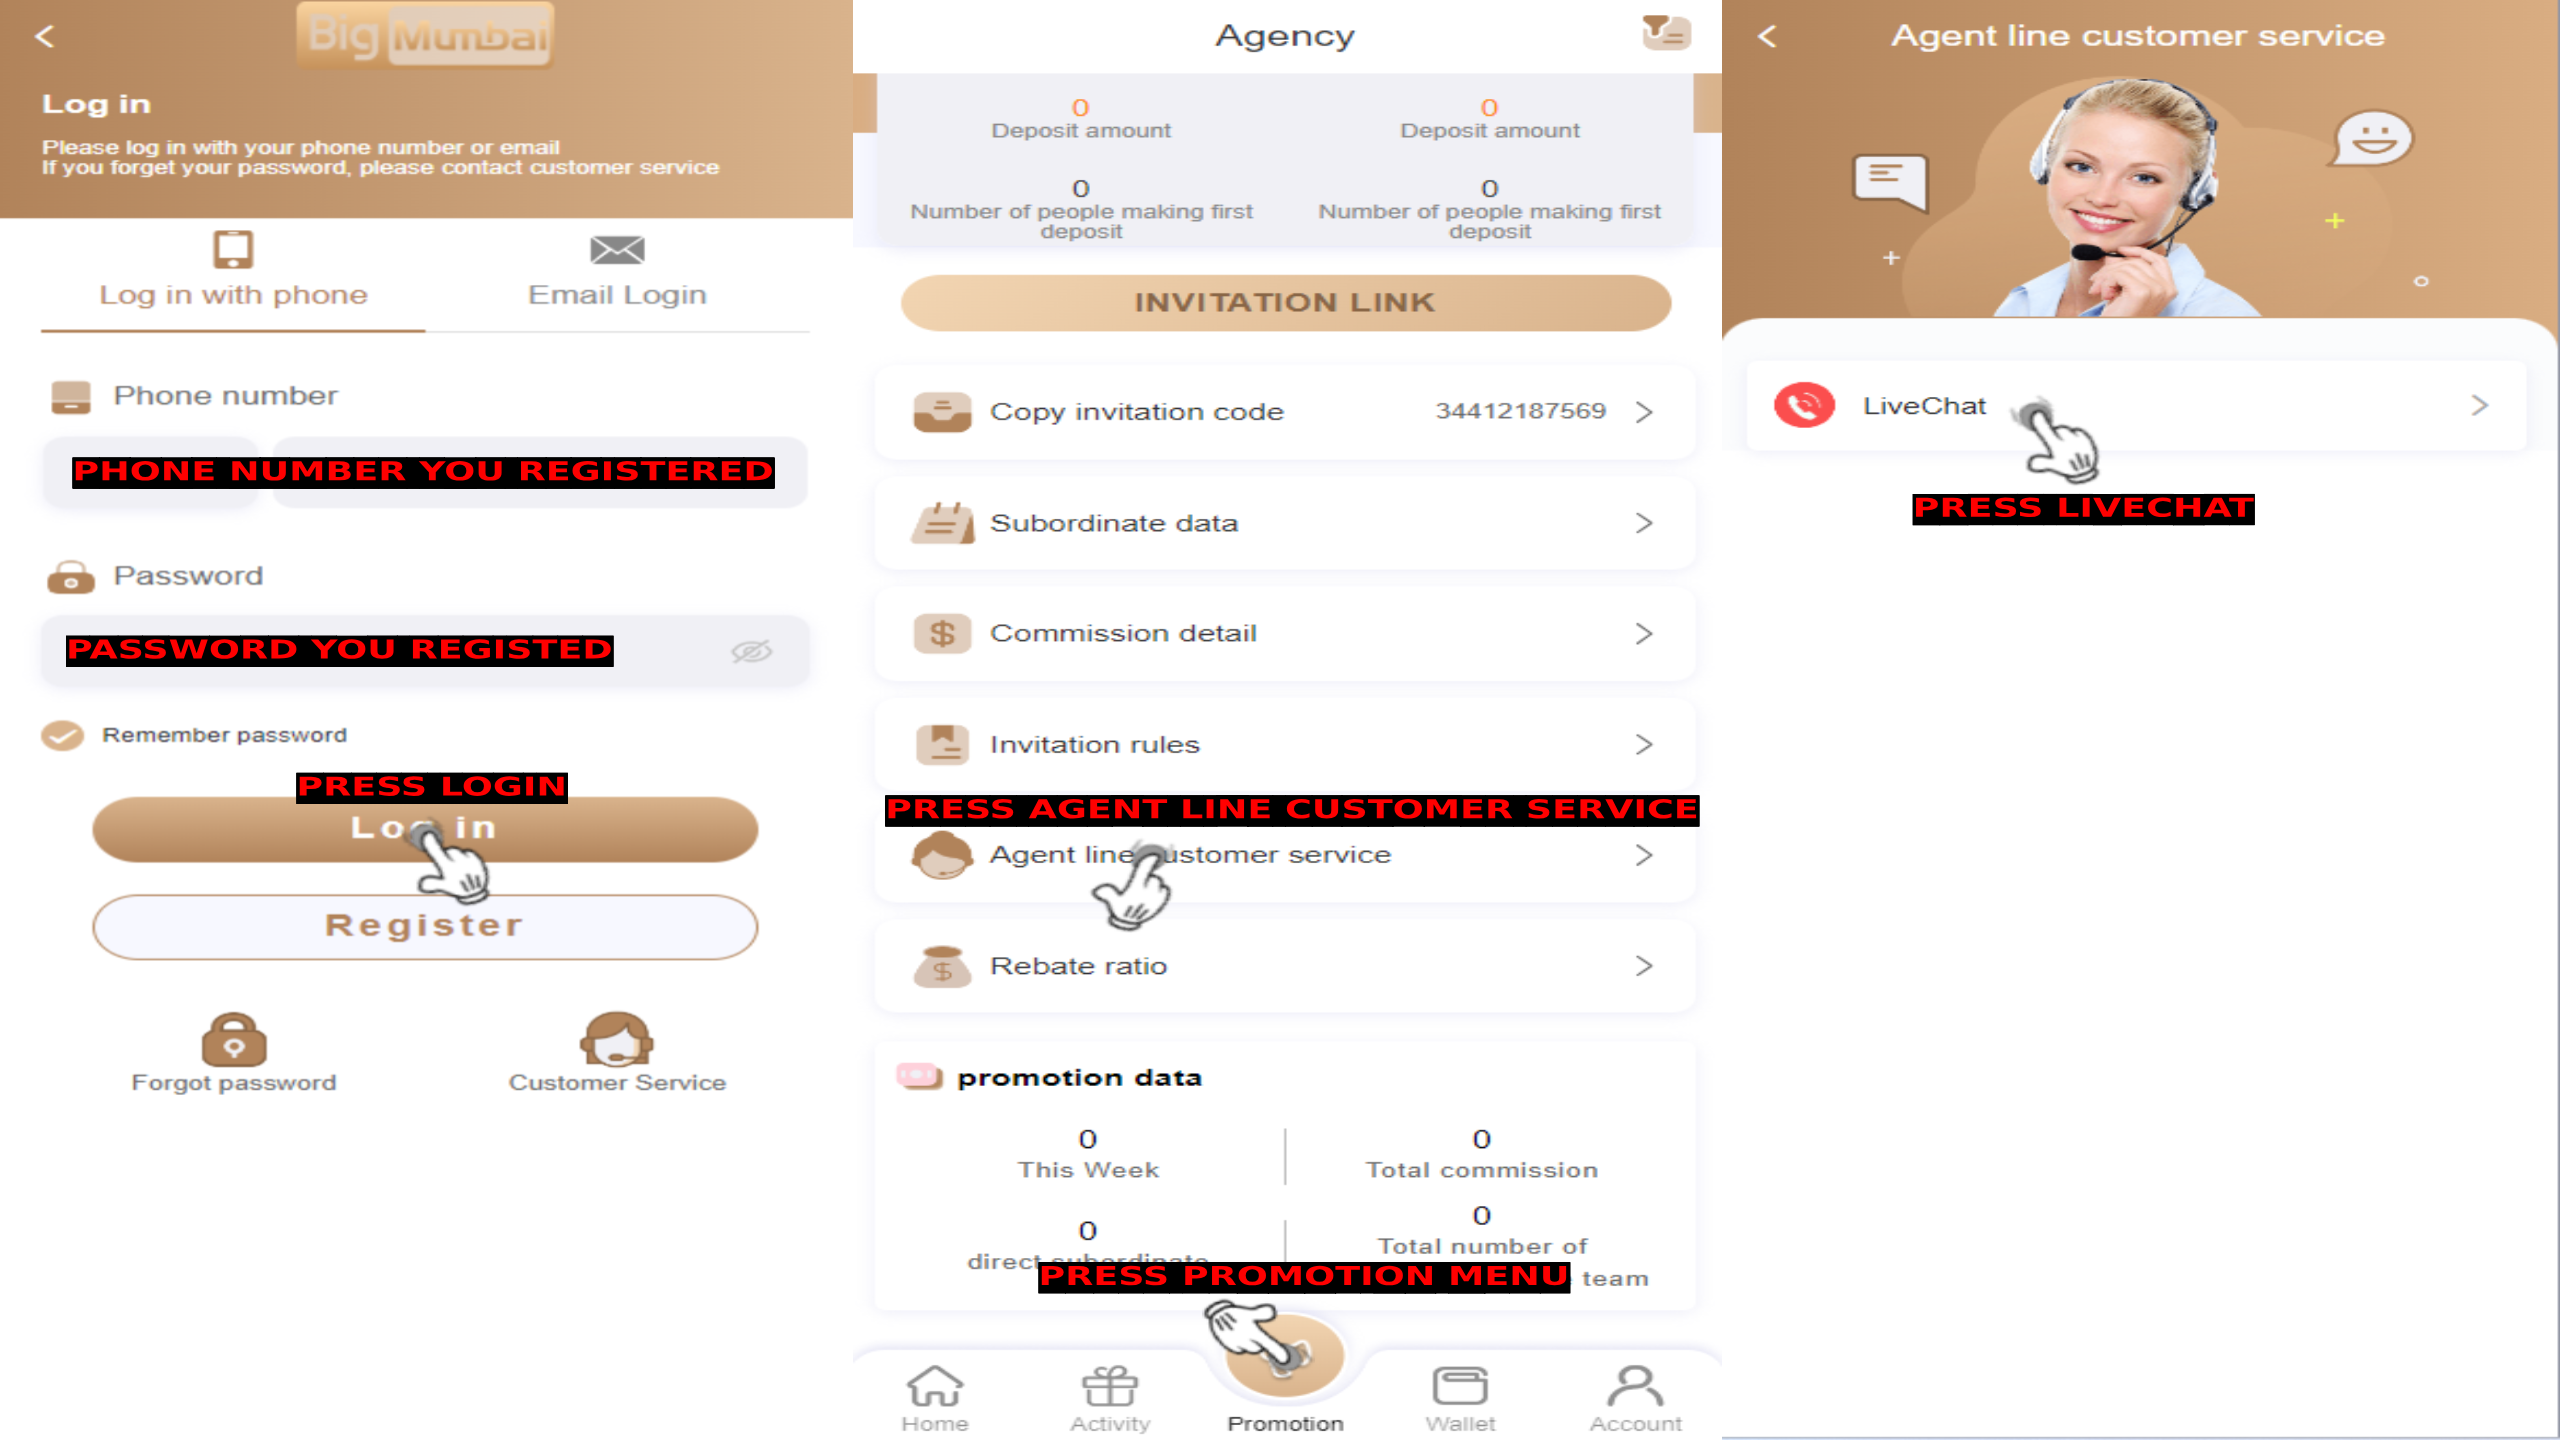 Big Mumbai
Log in
Please log in with your phone number or email
If you forget your password, please contact customer service
Log in with phone
Email Login
Phone number
PHONE NUMBER YOU REGISTERED
Password
PASSWORD YOU REGISTED
Remember password
PRESS LOGIN
Log in
Register
Forgot password
Customer Service
Agency
0
Deposit amount
0
Deposit amount
0
Number of people making first
deposit
0
Number of people making first
deposit
INVITATION LINK
Copy invitation code
34412187569
Subordinate data
Commission detail
Invitation rules
PRESS AGENT LINE CUSTOMER SERVICE
Agent line customer service
Rebate ratio
promotion data
0
This Week
0
Total commission
0
direct subordinate
0
Total number of
team
PRESS PROMOTION MENU
Home
Activity
Promotion
Wallet
Account
Agent line customer service
LiveChat
PRESS LIVECHAT